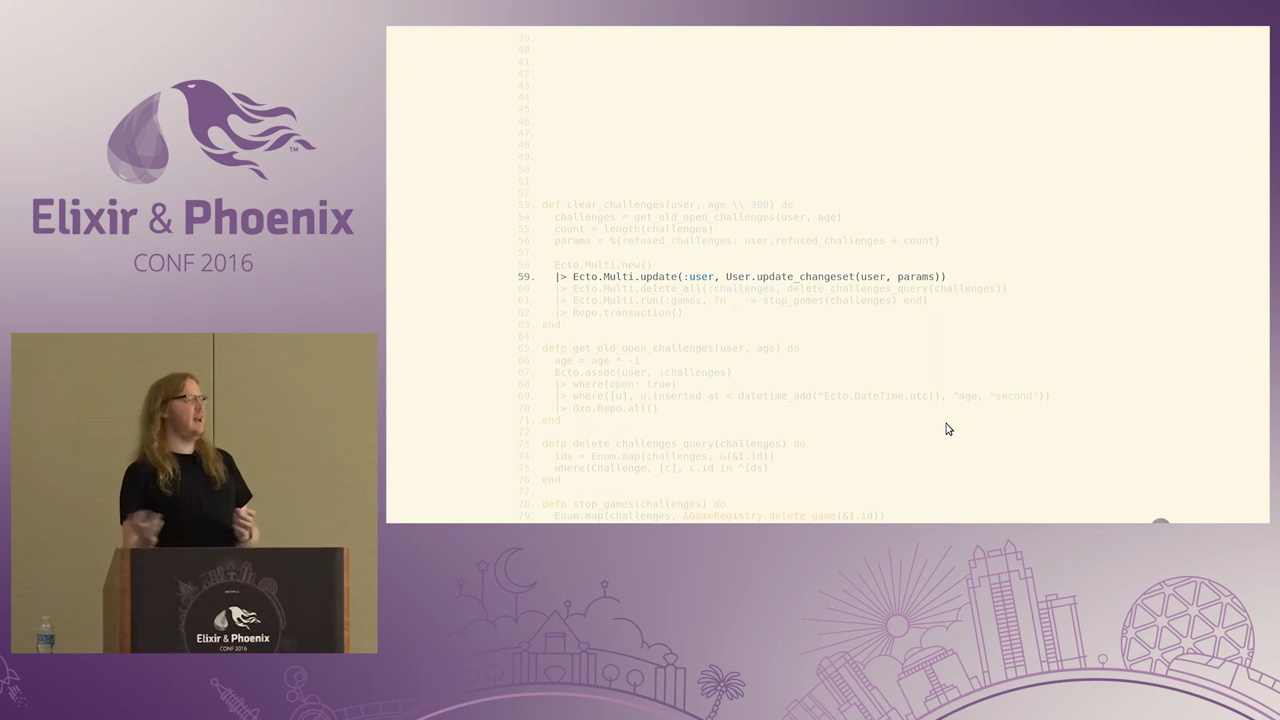 Elixir & Phoenix
TM
CONF 2016
39.
40.
41.
42.
43.
44.
45.
46.
47.
48.
49.
50.
51.
52.
53. def clear_challenges(user, age \\ 300) do
54. challenges = get_old_open_challenges(user, age)
55. count = length(challenges)
56. params = %{refused_challenges: user.refused_challenges + count}
57.
58. Ecto.Multi.new()
59. |> Ecto.Multi.update(:user, User.update_changeset(user, params))
60. |> Ecto.Multi.delete_all(:challenges, delete_challenges_query(challenges))
61. |> Ecto.Multi.run(:games, fn _ -> stop_games(challenges) end)
62. |> Repo.transaction()
63. end
64.
65. defp get_old_open_challenges(user, age) do
66. age = age * -1
67. Ecto.assoc(user, :challenges)
68. |> where(open: true)
69. |> where([u], u.inserted_at < datetime_add(^Ecto.DateTime.utc(), ^age, "second"))
70. |> Oxo.Repo.all()
71. end
72.
73. defp delete_challenges_query(challenges) do
74. ids = Enum.map(challenges, &(&1.id))
75. where(Challenge, [c], c.id in ^ids)
76. end
77.
78. defp stop_games(challenges) do
79. Enum.map(challenges, &GameRegistry.delete_game(&1.id))
Elixir & Phoenix
CONF 2016